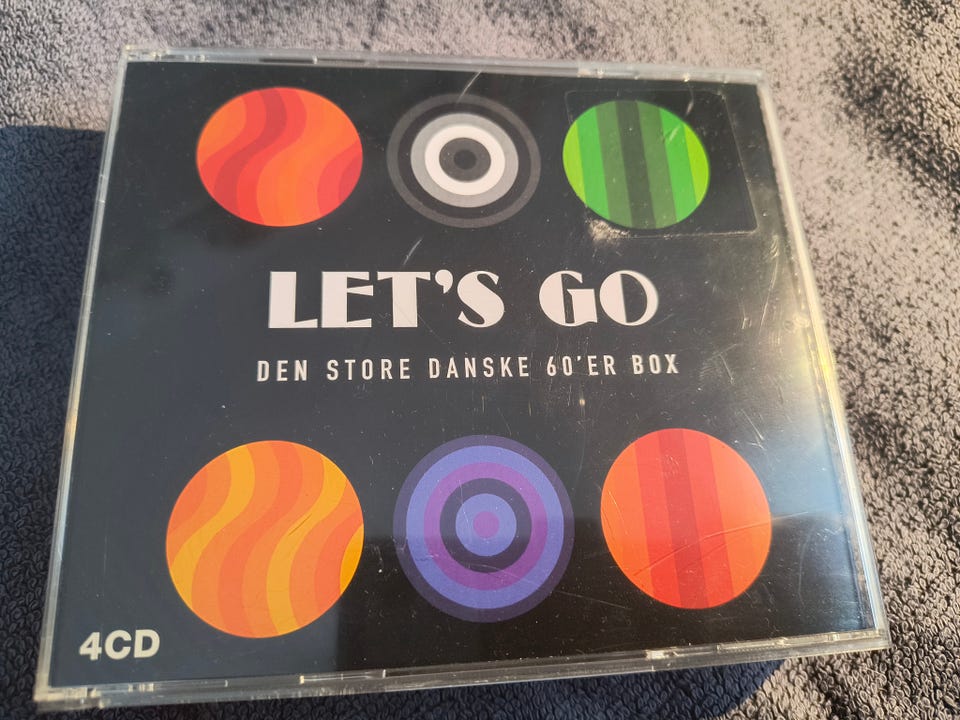 LET'S GO
DEN STORE DANSKE 60'ER BOX
4CD